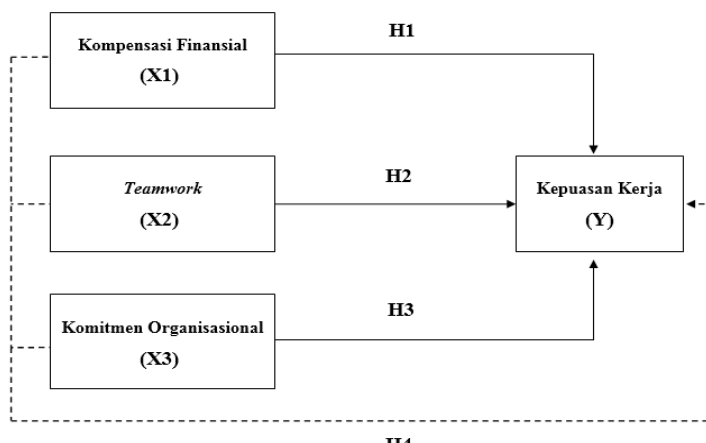 H1
Kompensasi Finansial
(X1)
H2
Teamwork
(X2)
Kepuasan Kerja
(Y)
H3
Komitmen Organisasional
(X3)
H4